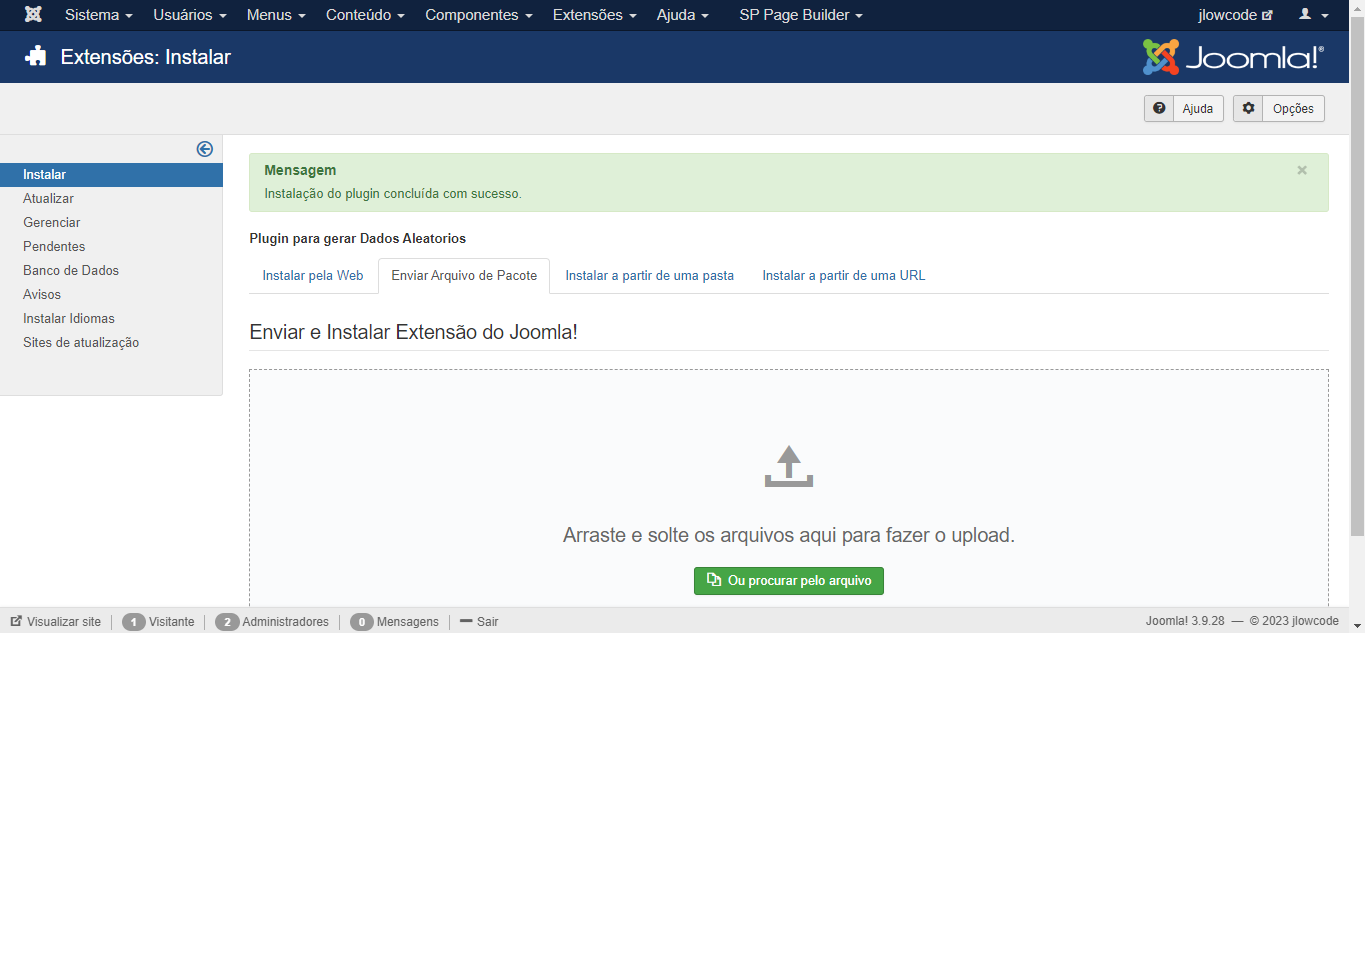 Sistema Usuários Menus Conteúdo Componentes Extensões Ajuda SP Page Builder jlowcode
Extensões: Instalar Joomla!®
Ajuda Opções
Instalar
Atualizar
Gerenciar
Pendentes
Banco de Dados
Avisos
Instalar Idiomas
Sites de atualização
Mensagem ×
Instalação do plugin concluída com sucesso.
Plugin para gerar Dados Aleatorios
Instalar pela Web Enviar Arquivo de Pacote Instalar a partir de uma pasta Instalar a partir de uma URL
Enviar e Instalar Extensão do Joomla!
Arraste e solte os arquivos aqui para fazer o upload.
Ou procurar pelo arquivo
Visualizar site 1 Visitante 2 Administradores 0 Mensagens Sair Joomla! 3.9.28 — © 2023 jlowcode